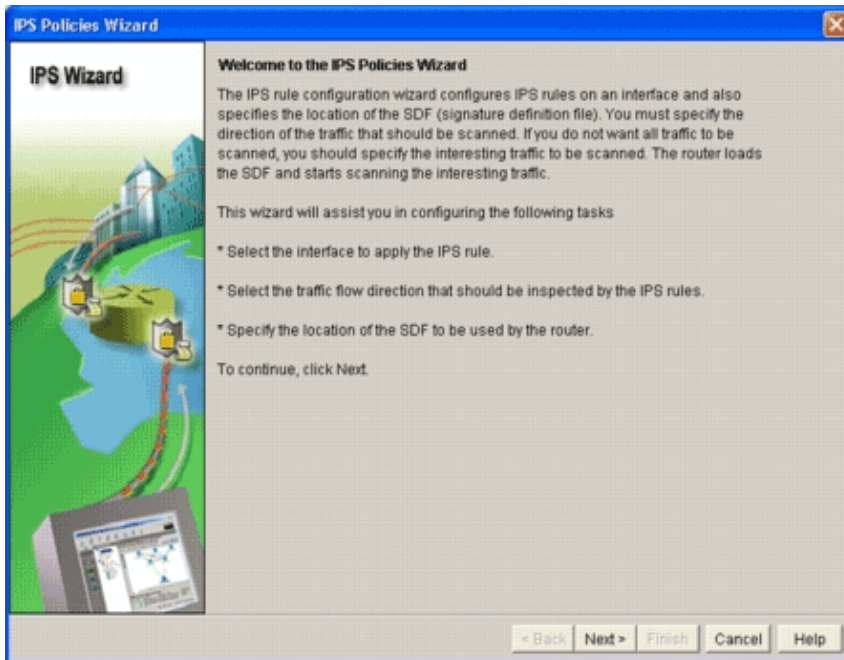 IPS Policies Wizard
IPS Wizard
Welcome to the IPS Policies Wizard
The IPS rule configuration wizard configures IPS rules on an interface and also
specifies the location of the SDF (signature definition file). You must specify the
direction of the traffic that should be scanned. If you do not want all traffic to be
scanned, you should specify the interesting traffic to be scanned. The router loads
the SDF and starts scanning the interesting traffic.
This wizard will assist you in configuring the following tasks
* Select the interface to apply the IPS rule.
* Select the traffic flow direction that should be inspected by the IPS rules.
* Specify the location of the SDF to be used by the router.
To continue, click Next.
< Back Next > Finish Cancel Help